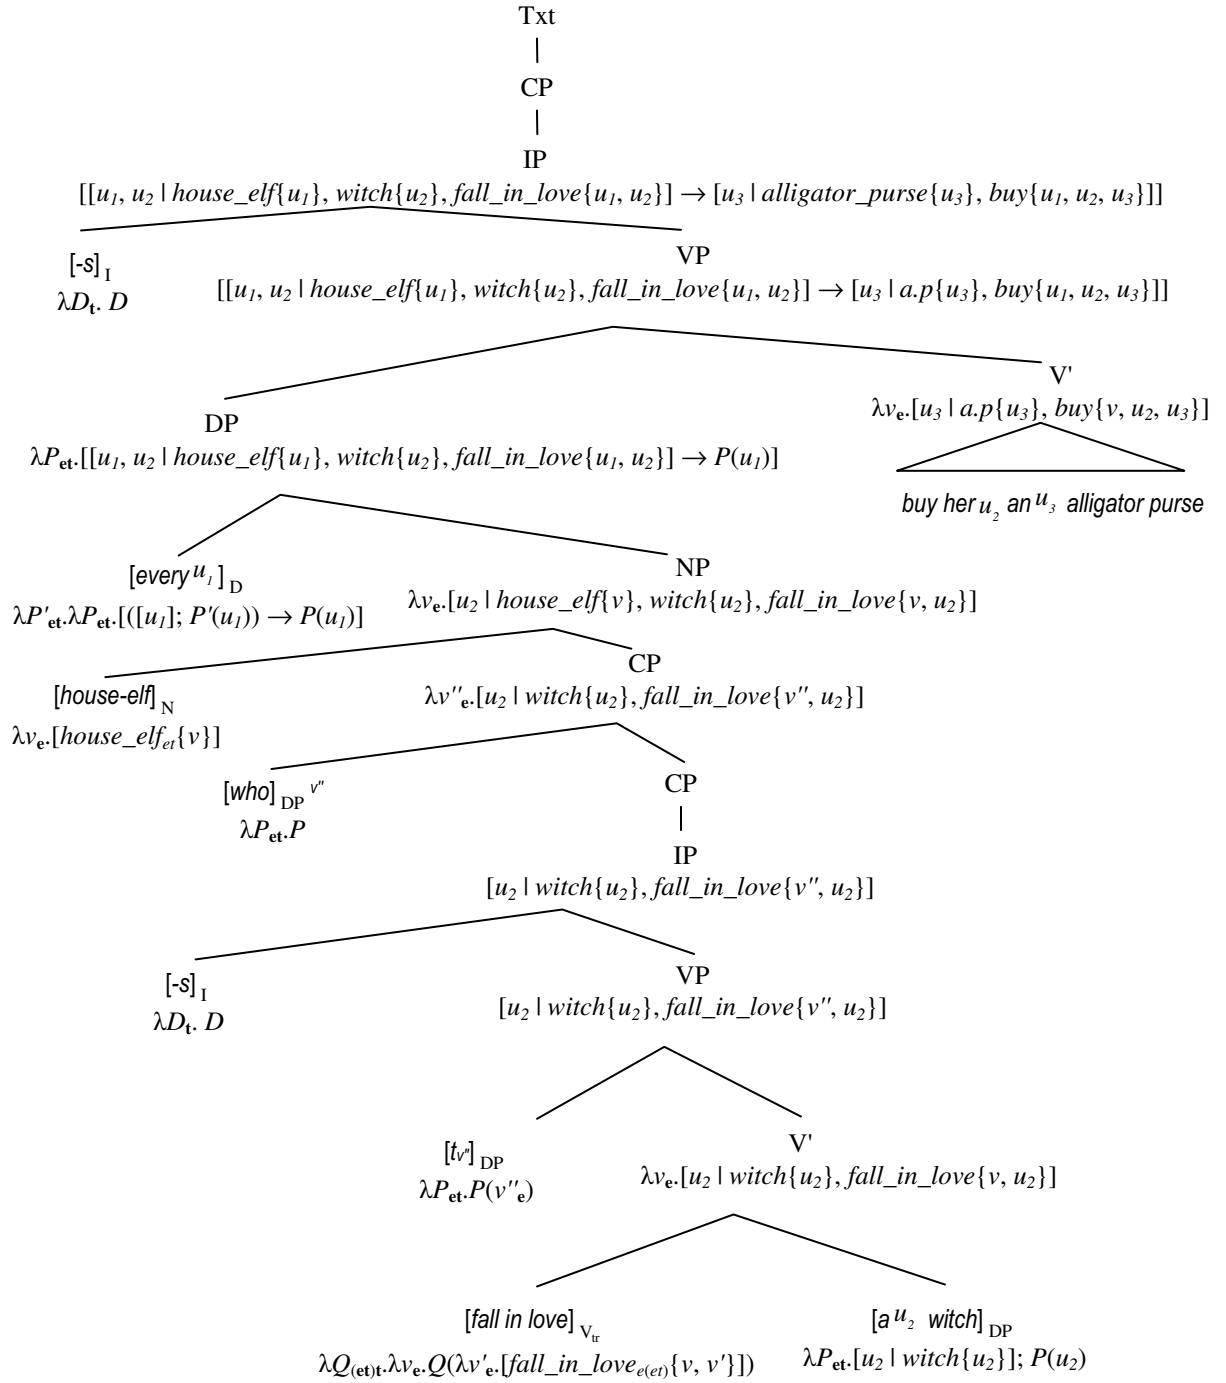 Txt
CP
IP
[[u₁, u₂ | house_elf{u₁}, witch{u₂}, fall_in_love{u₁, u₂}] → [u₃ | alligator_purse{u₃}, buy{u₁, u₂, u₃}]]
[-s] I
VP
λDₜ. D
[[u₁, u₂ | house_elf{u₁}, witch{u₂}, fall_in_love{u₁, u₂}] → [u₃ | a.p{u₃}, buy{u₁, u₂, u₃}]]
V'
DP
λvₑ.[u₃ | a.p{u₃}, buy{v, u₂, u₃}]
λPₑₜ.[[u₁, u₂ | house_elf{u₁}, witch{u₂}, fall_in_love{u₁, u₂}] → P(u₁)]
buy her u₂ an u₃ alligator purse
[every u₁] D
NP
λP'ₑₜ.λPₑₜ.[([u₁]; P'(u₁)) → P(u₁)]
λvₑ.[u₂ | house_elf{v}, witch{u₂}, fall_in_love{v, u₂}]
CP
[house-elf] N
λv''ₑ.[u₂ | witch{u₂}, fall_in_love{v'', u₂}]
λvₑ.[house_elfₑₜ{v}]
[who] DP v''
CP
λPₑₜ.P
IP
[u₂ | witch{u₂}, fall_in_love{v'', u₂}]
[-s] I
VP
λDₜ. D
[u₂ | witch{u₂}, fall_in_love{v'', u₂}]
[t v''] DP
V'
λPₑₜ.P(v''ₑ)
λvₑ.[u₂ | witch{u₂}, fall_in_love{v, u₂}]
[fall in love] Vtr
[a u₂ witch] DP
λQ₍ₑₜ₎ₜ.λvₑ.Q(λv'ₑ.[fall_in_loveₑ₍ₑₜ₎{v, v'}])
λPₑₜ.[u₂ | witch{u₂}]; P(u₂)